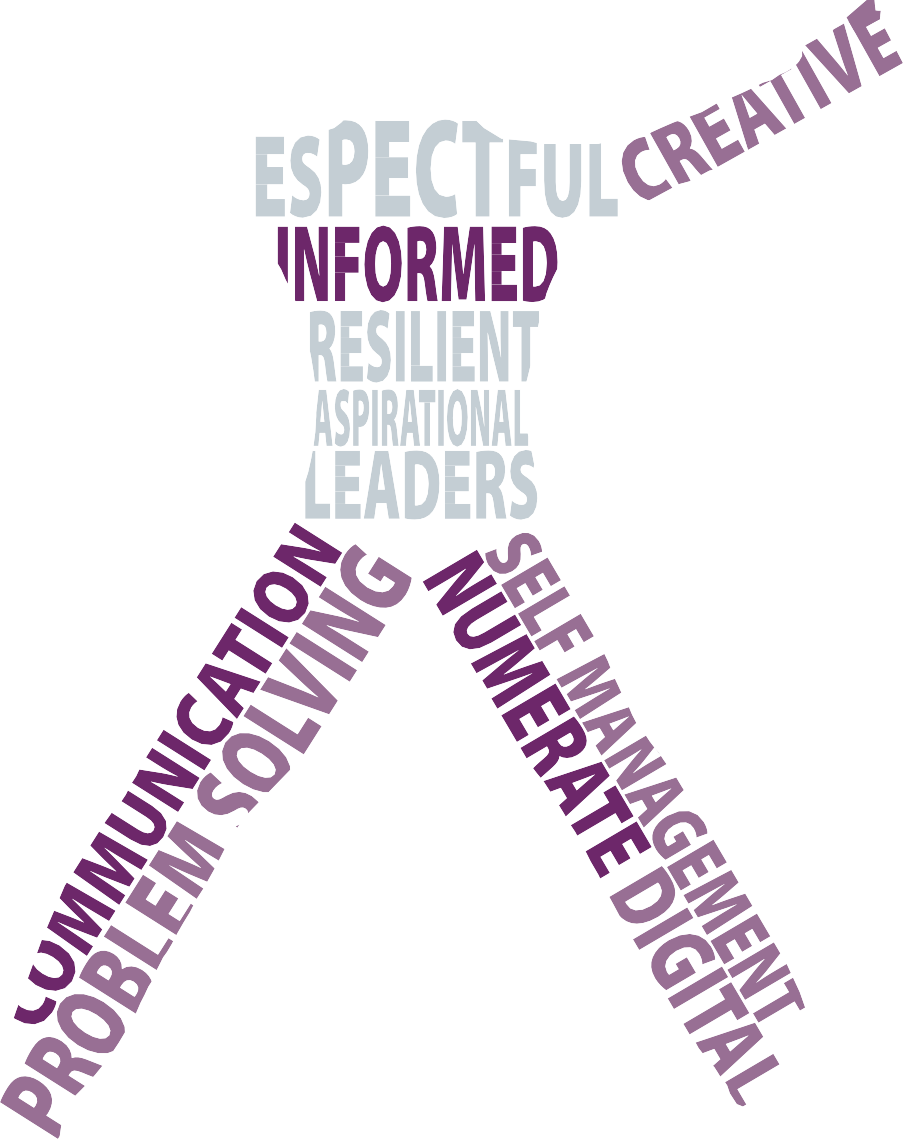 CREATIVE
ESPECTFUL
INFORMED
RESILIENT
ASPIRATIONAL
LEADERS
COMMUNICATION
PROBLEM SOLVING
SELF MANAGEMENT
NUMERATE DIGITAL